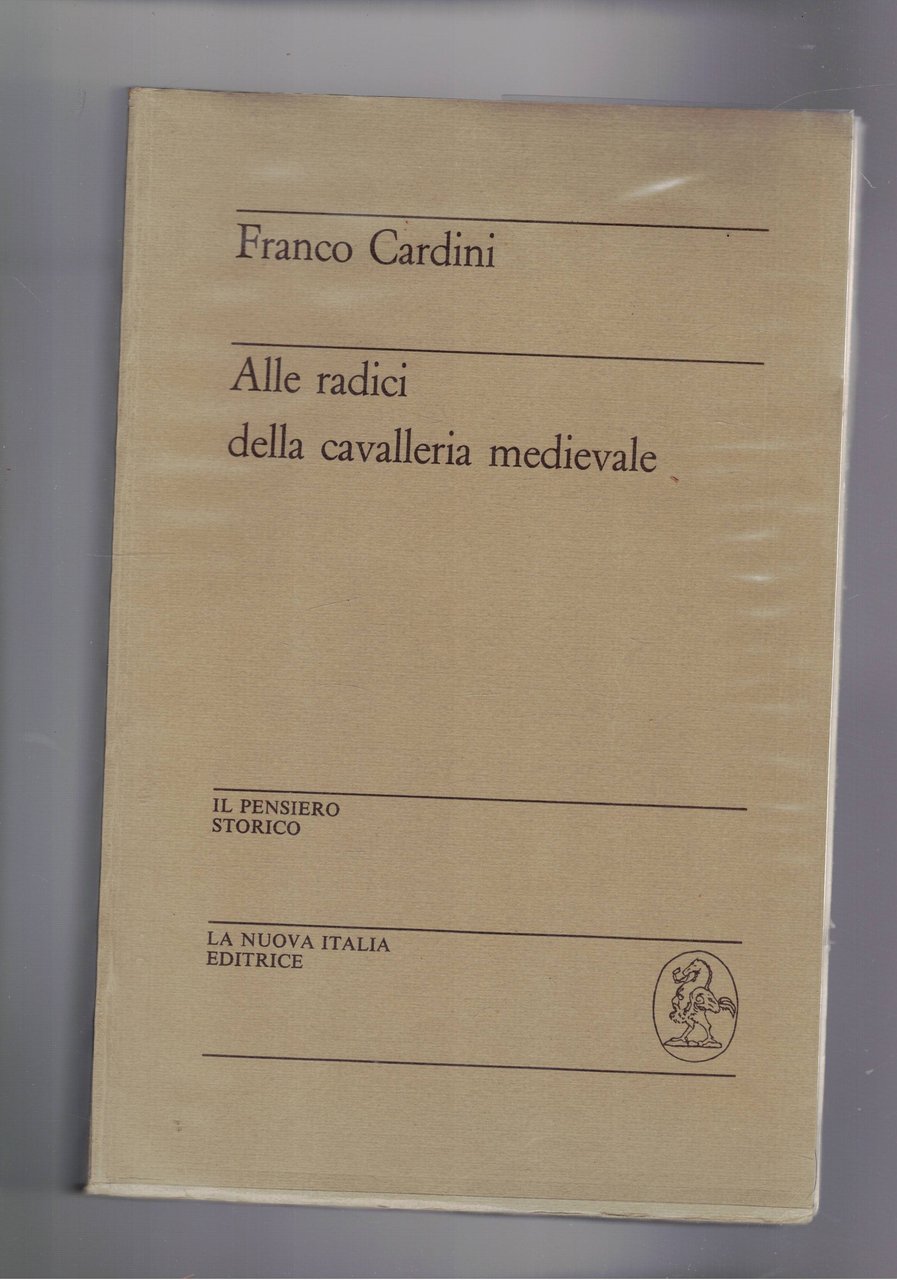 Franco Cardini
Alle radici
della cavalleria medievale
IL PENSIERO
STORICO
LA NUOVA ITALIA
EDITRICE